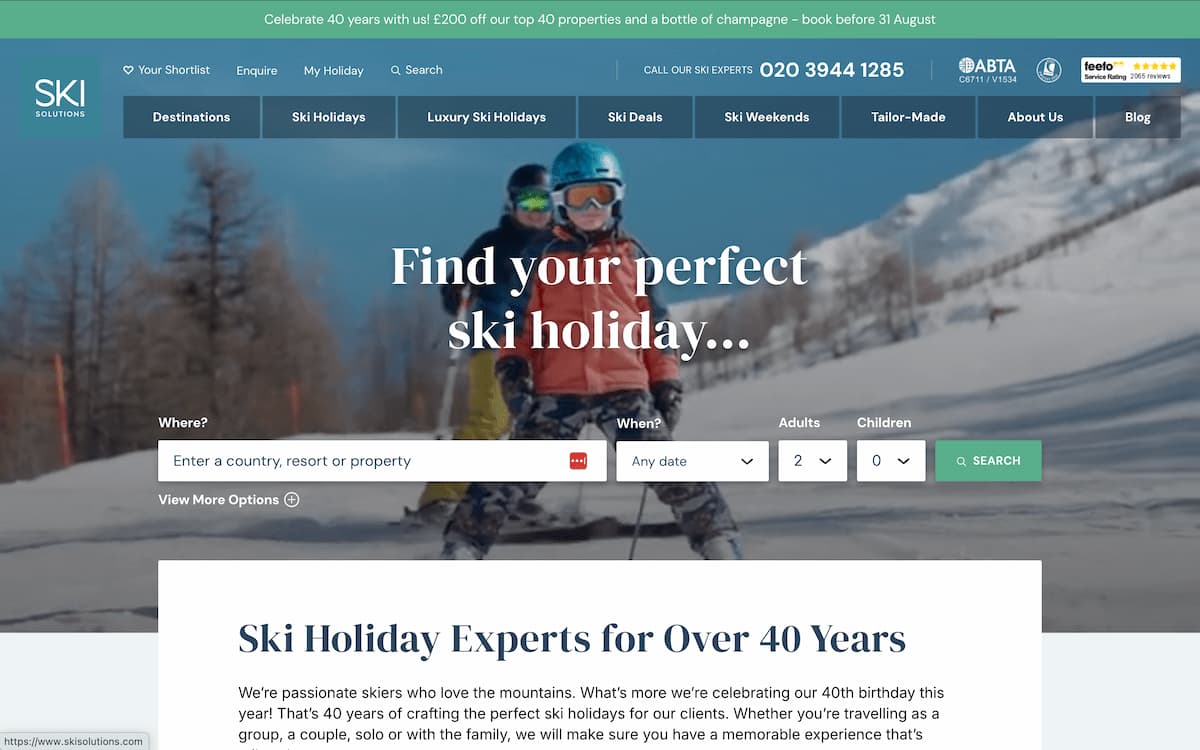 Celebrate 40 years with us! £200 off our top 40 properties and a bottle of champagne - book before 31 August
SKI
SOLUTIONS
Your Shortlist
Enquire
My Holiday
Search
CALL OUR SKI EXPERTS 020 3944 1285
ABTA
C6711 / V1534
feefo
Service Rating 2065 reviews
Destinations
Ski Holidays
Luxury Ski Holidays
Ski Deals
Ski Weekends
Tailor-Made
About Us
Blog
Find your perfect
ski holiday...
Where?
When?
Adults
Children
Enter a country, resort or property
Any date
2
0
SEARCH
View More Options
Ski Holiday Experts for Over 40 Years
We're passionate skiers who love the mountains. What's more we're celebrating our 40th birthday this
year! That's 40 years of crafting the perfect ski holidays for our clients. Whether you're travelling as a
group, a couple, solo or with the family, we will make sure you have a memorable experience that's
https://www.skisolutions.com